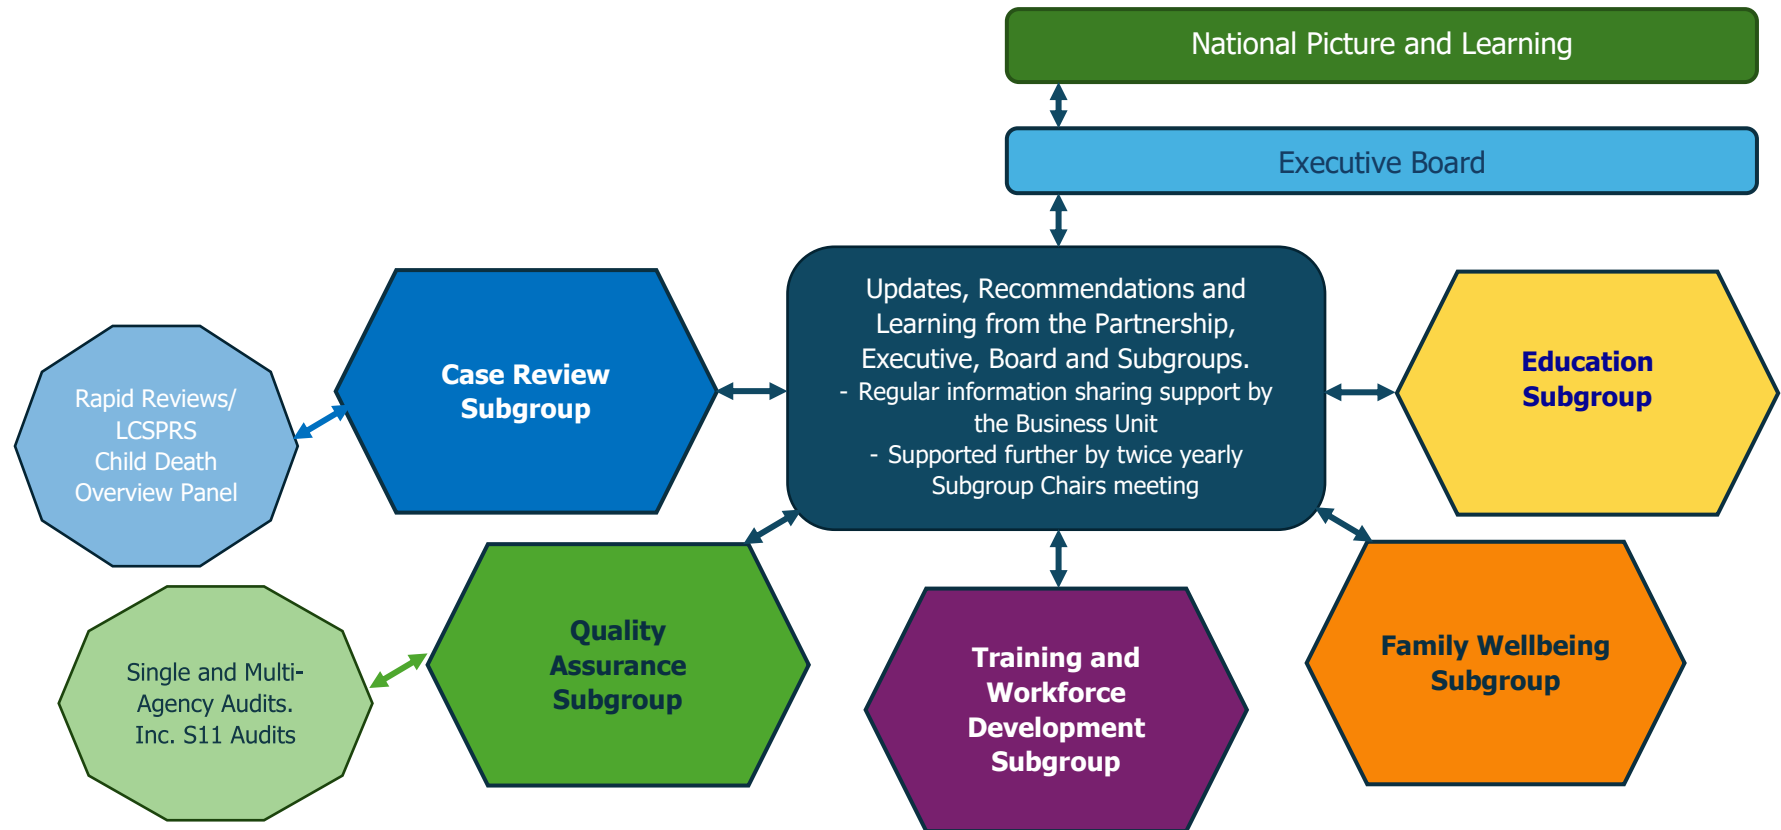 National Picture and Learning
Executive Board
Updates, Recommendations and
Learning from the Partnership,
Executive, Board and Subgroups.
- Regular information sharing support by
the Business Unit
- Supported further by twice yearly
Subgroup Chairs meeting
Case Review
Subgroup
Education
Subgroup
Rapid Reviews/
LCSPRS
Child Death
Overview Panel
Quality
Assurance
Subgroup
Training and
Workforce
Development
Subgroup
Family Wellbeing
Subgroup
Single and Multi-
Agency Audits.
Inc. S11 Audits